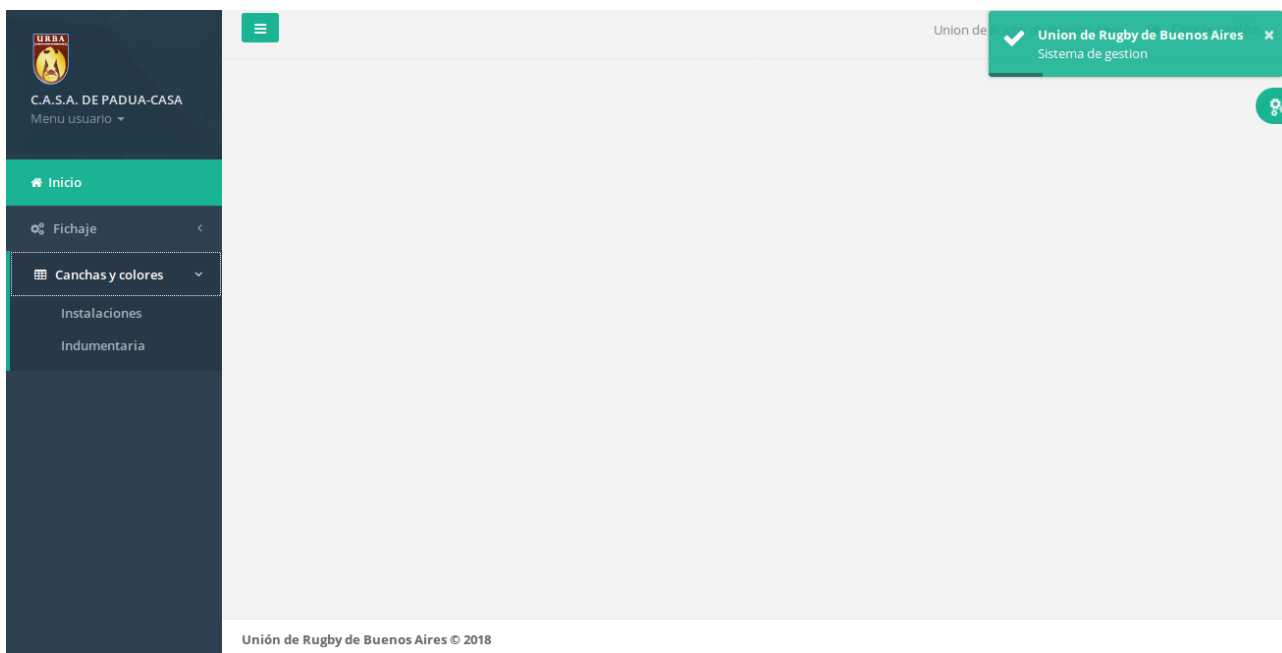 URBA
C.A.S.A. DE PADUA-CASA
Menu usuario
Inicio
Fichaje
Canchas y colores
Instalaciones
Indumentaria
Union de
Union de Rugby de Buenos Aires
Sistema de gestion
Unión de Rugby de Buenos Aires © 2018